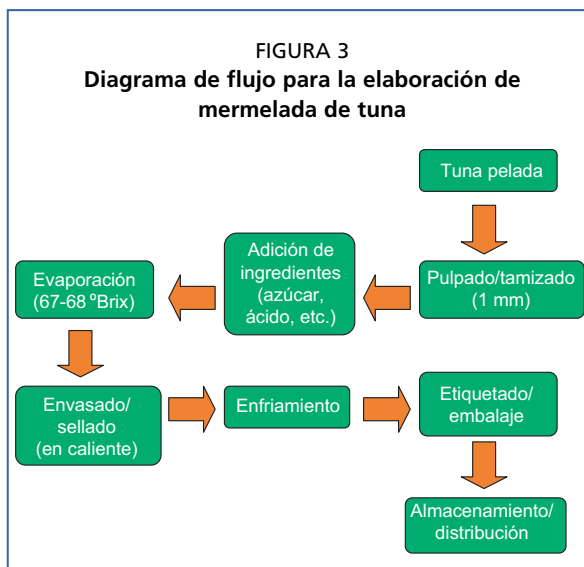 FIGURA 3
Diagrama de flujo para la elaboración de
mermelada de tuna
Tuna pelada
Pulpado/tamizado
(1 mm)
Adición de
ingredientes
(azúcar,
ácido, etc.)
Evaporación
(67-68 ºBrix)
Envasado/
sellado
(en caliente)
Enfriamiento
Etiquetado/
embalaje
Almacenamiento/
distribución